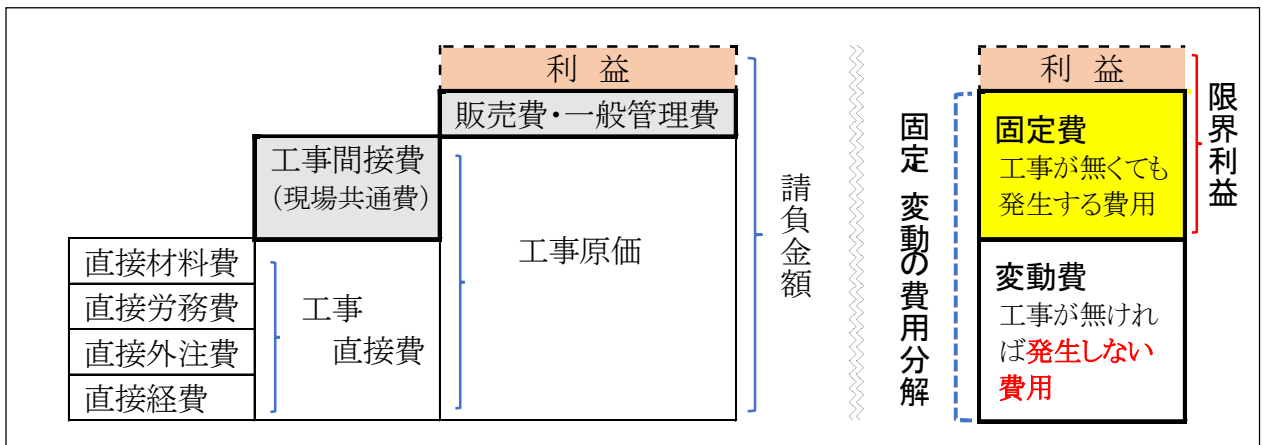 利 益
販売費・一般管理費
工事間接費
(現場共通費)
直接材料費
直接労務費
直接外注費
直接経費
工事
直接費
工事原価
請負金額
固定 変動の費用分解
利 益
固定費
工事が無くても
発生する費用
変動費
工事が無けれ
ば発生しない
費用
限界利益